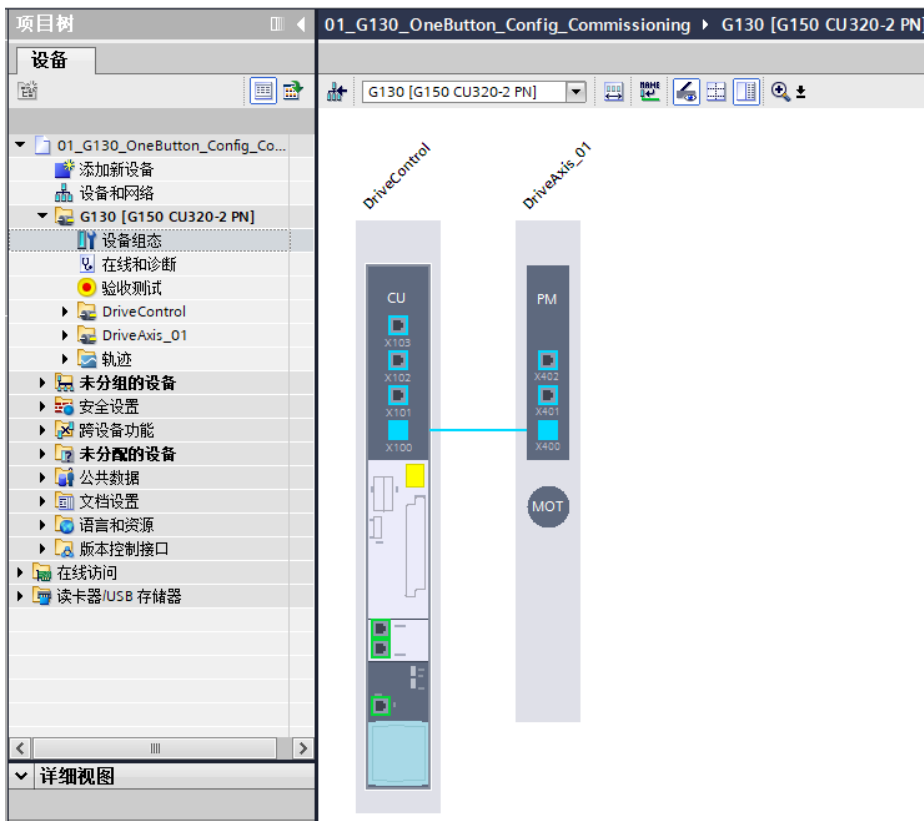 项目树
01_G130_OneButton_Config_Commissioning ▸ G130 [G150 CU320-2 PN]
设备
G130 [G150 CU320-2 PN]
NAME
01_G130_OneButton_Config_Co...
添加新设备
设备和网络
G130 [G150 CU320-2 PN]
设备组态
在线和诊断
验收测试
DriveControl
DriveAxis_01
轨迹
未分组的设备
安全设置
跨设备功能
未分配的设备
公共数据
文档设置
语言和资源
版本控制接口
在线访问
读卡器/USB 存储器
详细视图
DriveControl
CU
X103
X102
X101
X100
DriveAxis_01
PM
X402
X401
X400
MOT